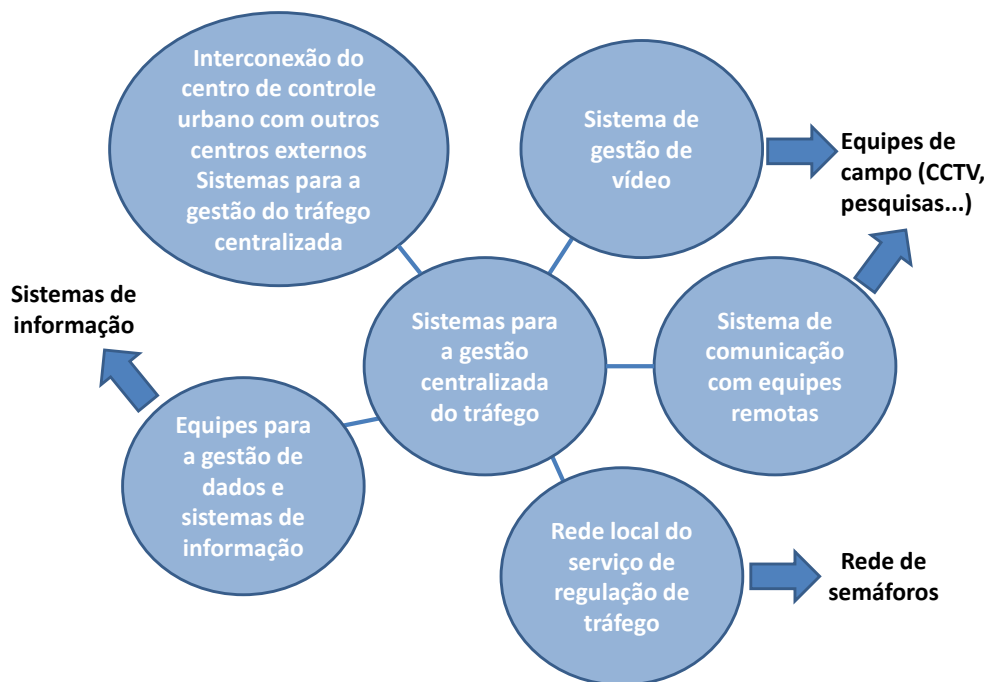 Interconexão do
centro de controle
urbano com outros
centros externos
Sistemas para a
gestão do tráfego
centralizada
Sistema de
gestão de
vídeo
Equipes de
campo (CCTV,
pesquisas...)
Sistemas de
informação
Sistemas para
a gestão
centralizada
do tráfego
Sistema de
comunicação
com equipes
remotas
Equipes para
a gestão de
dados e
sistemas de
informação
Rede local do
serviço de
regulação de
tráfego
Rede de
semáforos